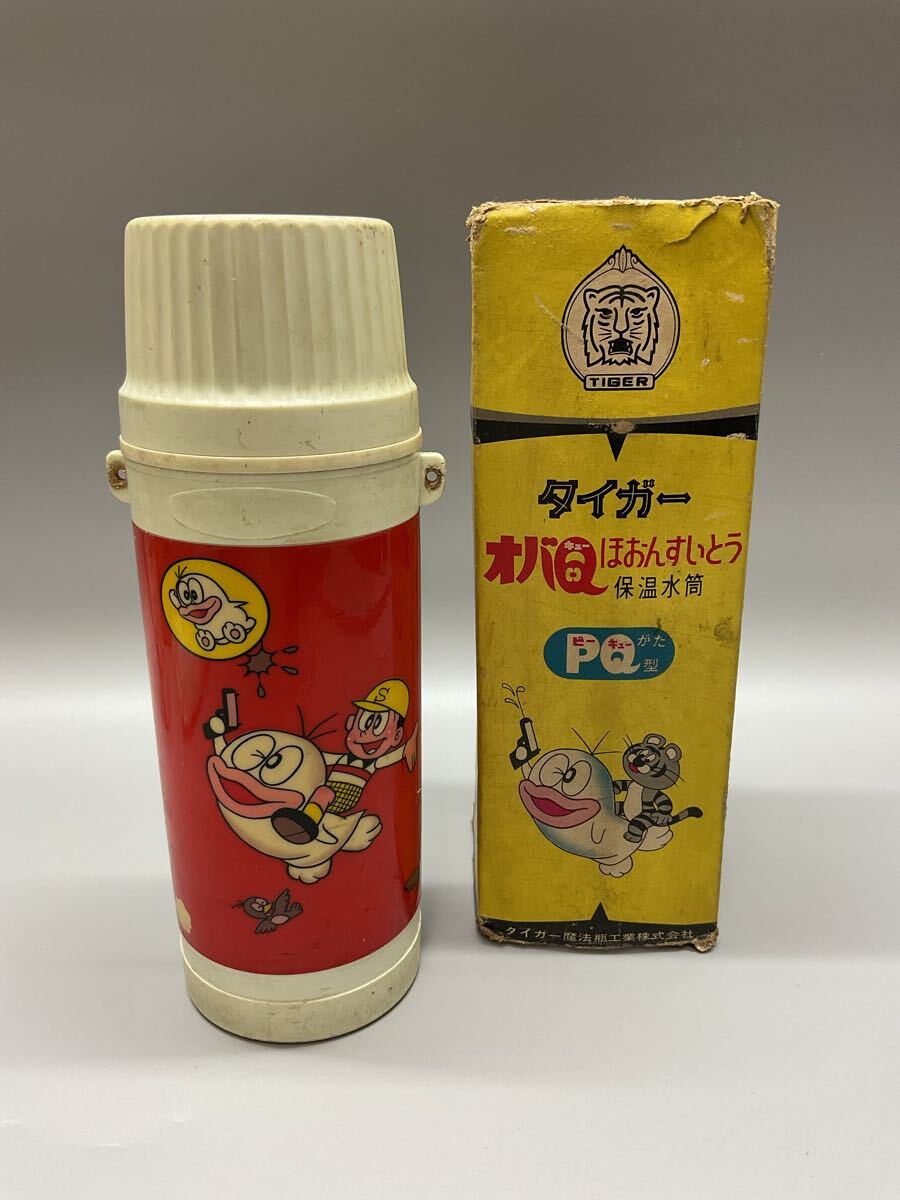 S
TIGER
タイガー
オバQ キュー ほおんすいとう
保温水筒
ピー キュー
PQ がた
型
タイガー魔法瓶工業株式会社